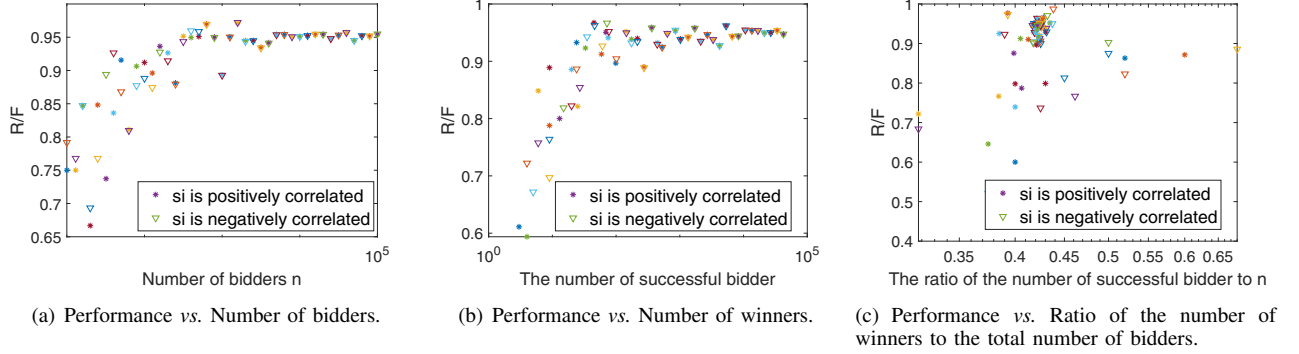 R/F
0.95
0.9
0.85
0.8
0.75
0.7
0.65
si is positively correlated
si is negatively correlated
10^5
Number of bidders n
(a) Performance vs. Number of bidders.
R/F
1
0.9
0.8
0.7
0.6
si is positively correlated
si is negatively correlated
10^0
10^5
The number of successful bidder
(b) Performance vs. Number of winners.
R/F
1
0.9
0.8
0.7
0.6
0.5
0.4
si is positively correlated
si is negatively correlated
0.35 0.4 0.45 0.5 0.55 0.6 0.65
The ratio of the number of successful bidder to n
(c) Performance vs. Ratio of the number of
winners to the total number of bidders.